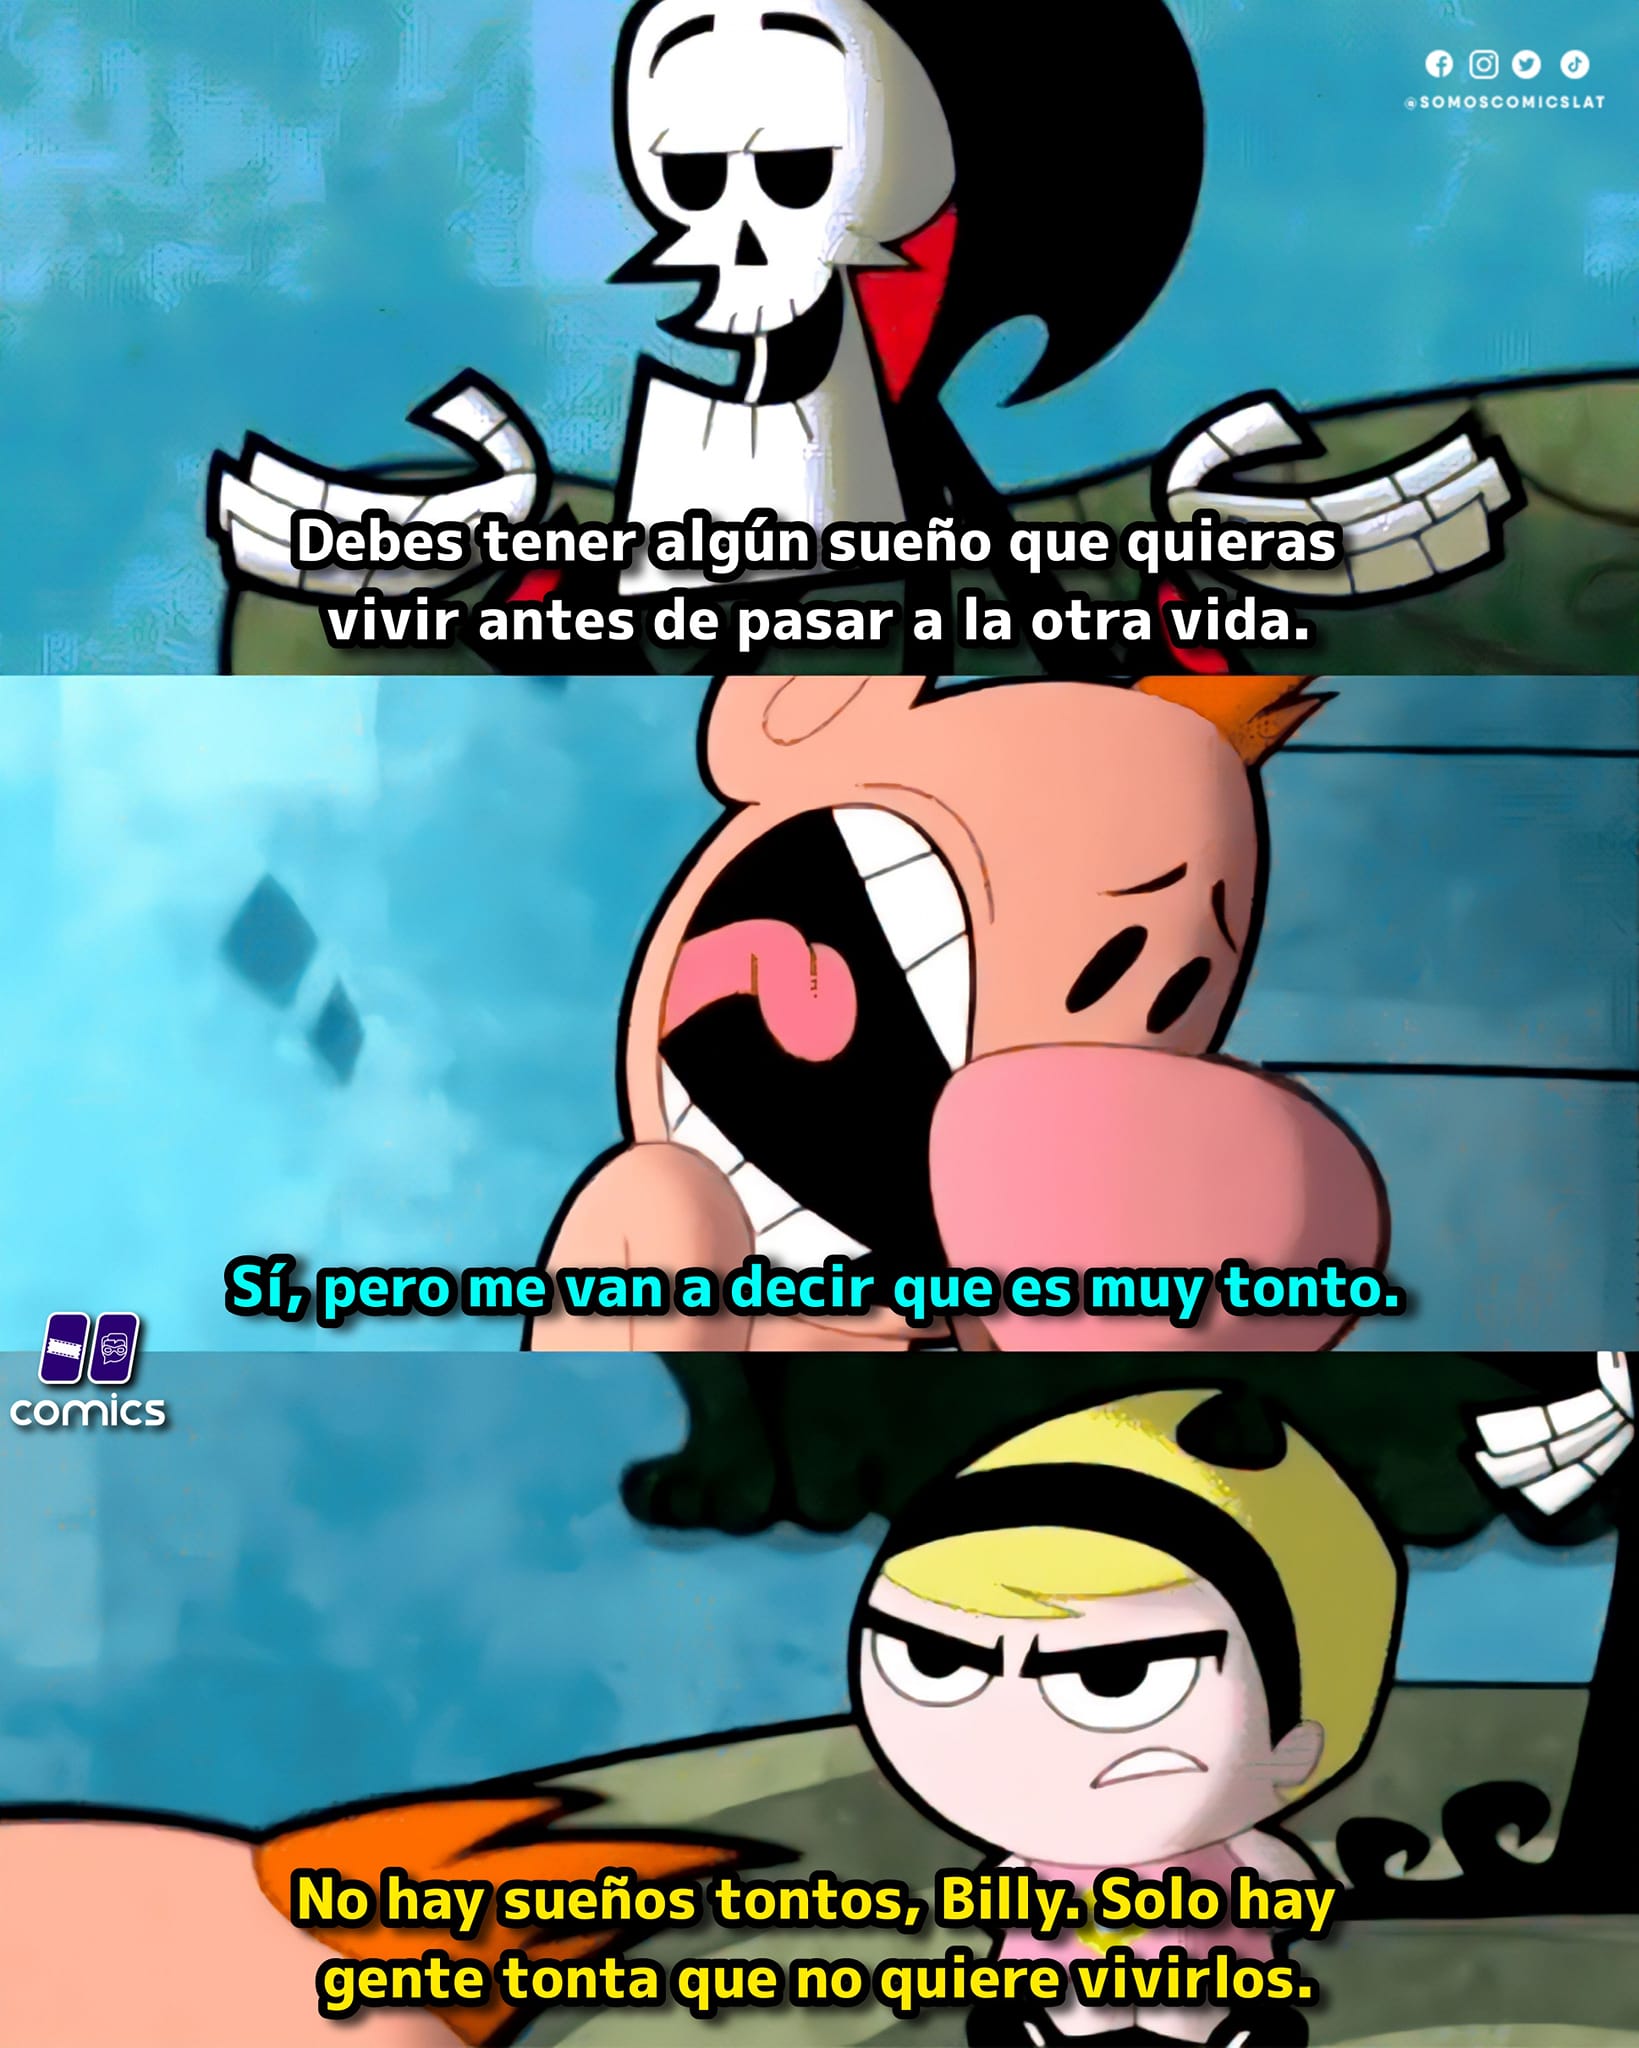 @SOMOSCOMICSLAT
Debes tener algún sueño que quieras
vivir antes de pasar a la otra vida.
Sí, pero me van a decir que es muy tonto.
comics
No hay sueños tontos, Billy. Solo hay
gente tonta que no quiere vivirlos.